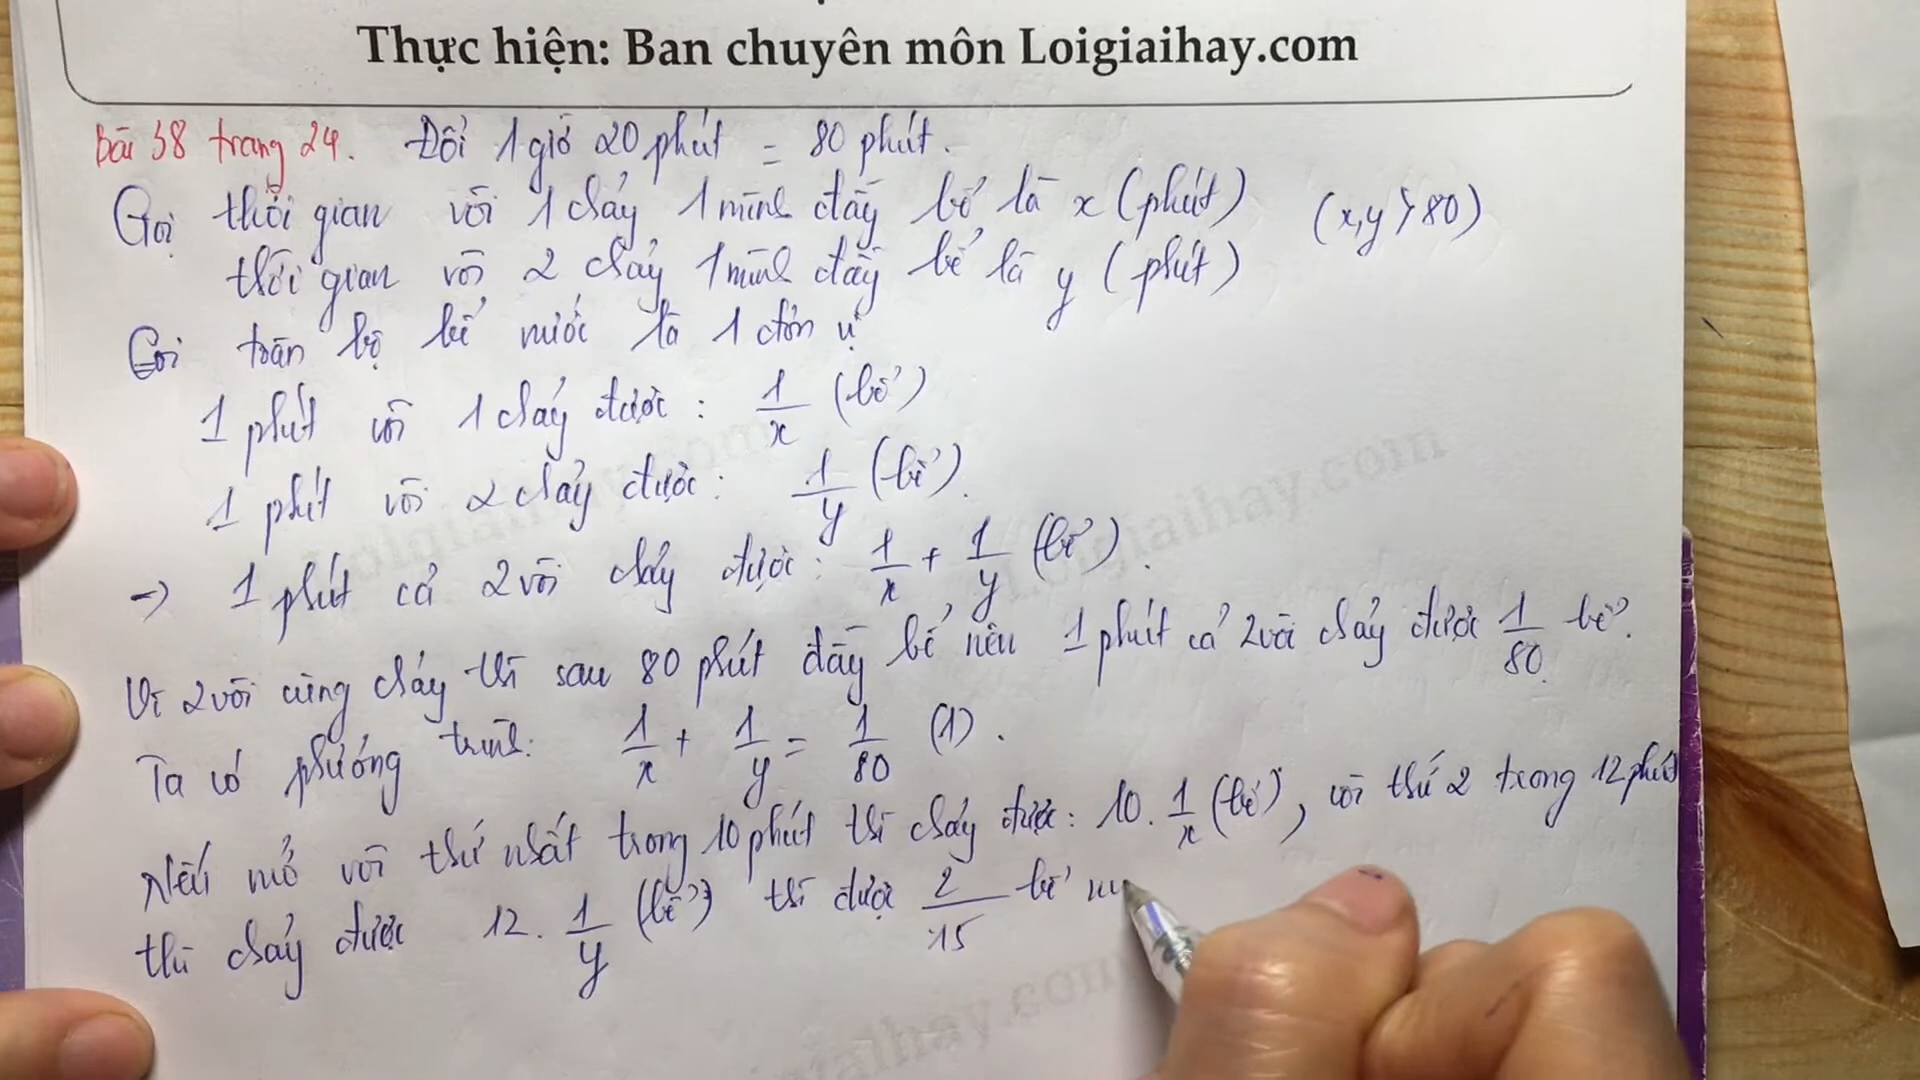 Thực hiện: Ban chuyên môn Loigiaihay.com
Bài 38 trang 24. Đổi 1 giờ 20 phút = 80 phút.
Gọi thời gian vòi 1 chảy 1 mình đầy bể là x (phút) (x,y > 80)
thời gian vòi 2 chảy 1 mình đầy bể là y (phút)
Coi toàn bộ bể nước là 1 đơn vị
1 phút vòi 1 chảy được: 1/x (bể)
1 phút vòi 2 chảy được: 1/y (bể).
→ 1 phút cả 2 vòi chảy được: 1/x + 1/y (bể).
Vì 2 vòi cùng chảy thì sau 80 phút đầy bể nên 1 phút cả 2 vòi chảy được 1/80 bể.
Ta có phương trình: 1/x + 1/y = 1/80 (1).
Nếu mở vòi thứ nhất trong 10 phút thì chảy được: 10. 1/x (bể), vòi thứ 2 trong 12 phút
thì chảy được 12. 1/y (bể) thì được 2/15 bể
Loigiaihay.com
Loigiaihay.com